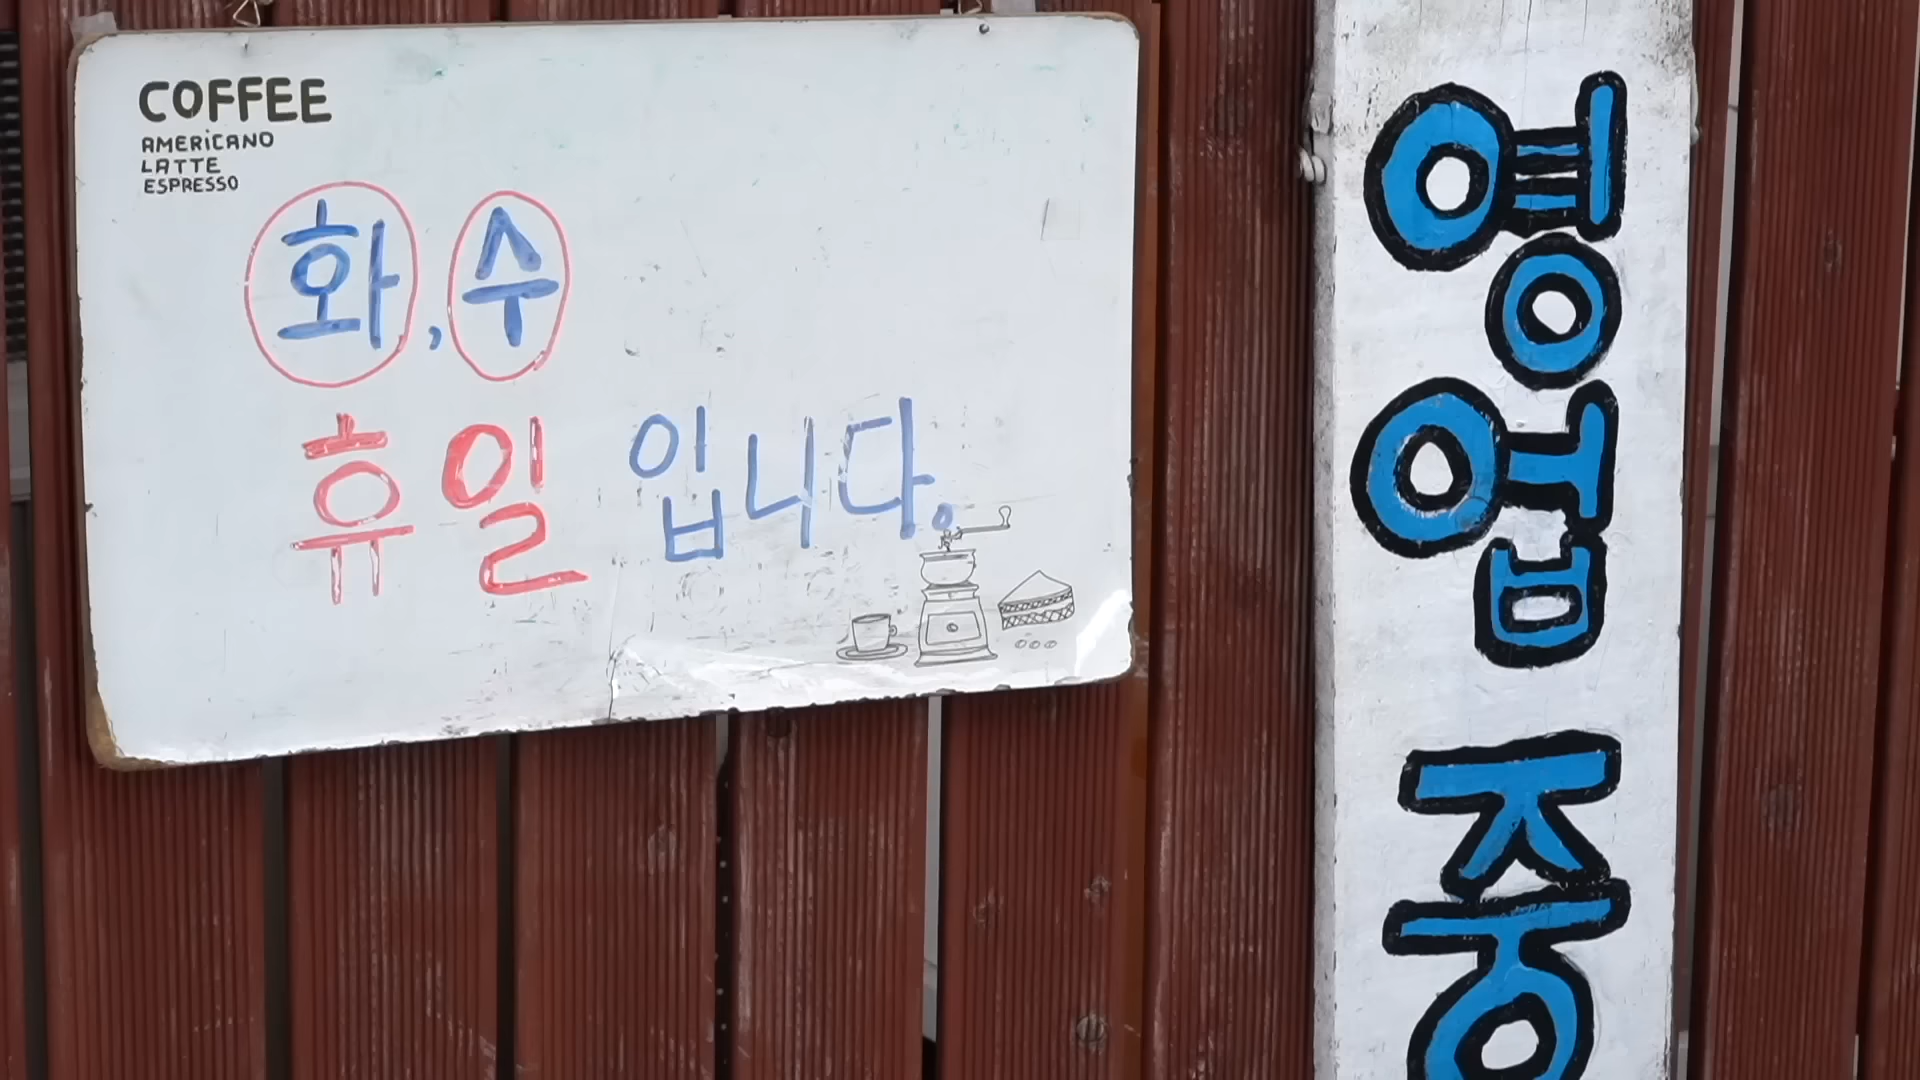 COFFEE
AMERICANO
LATTE
ESPRESSO
화, 수
휴일 입니다.
영업 중